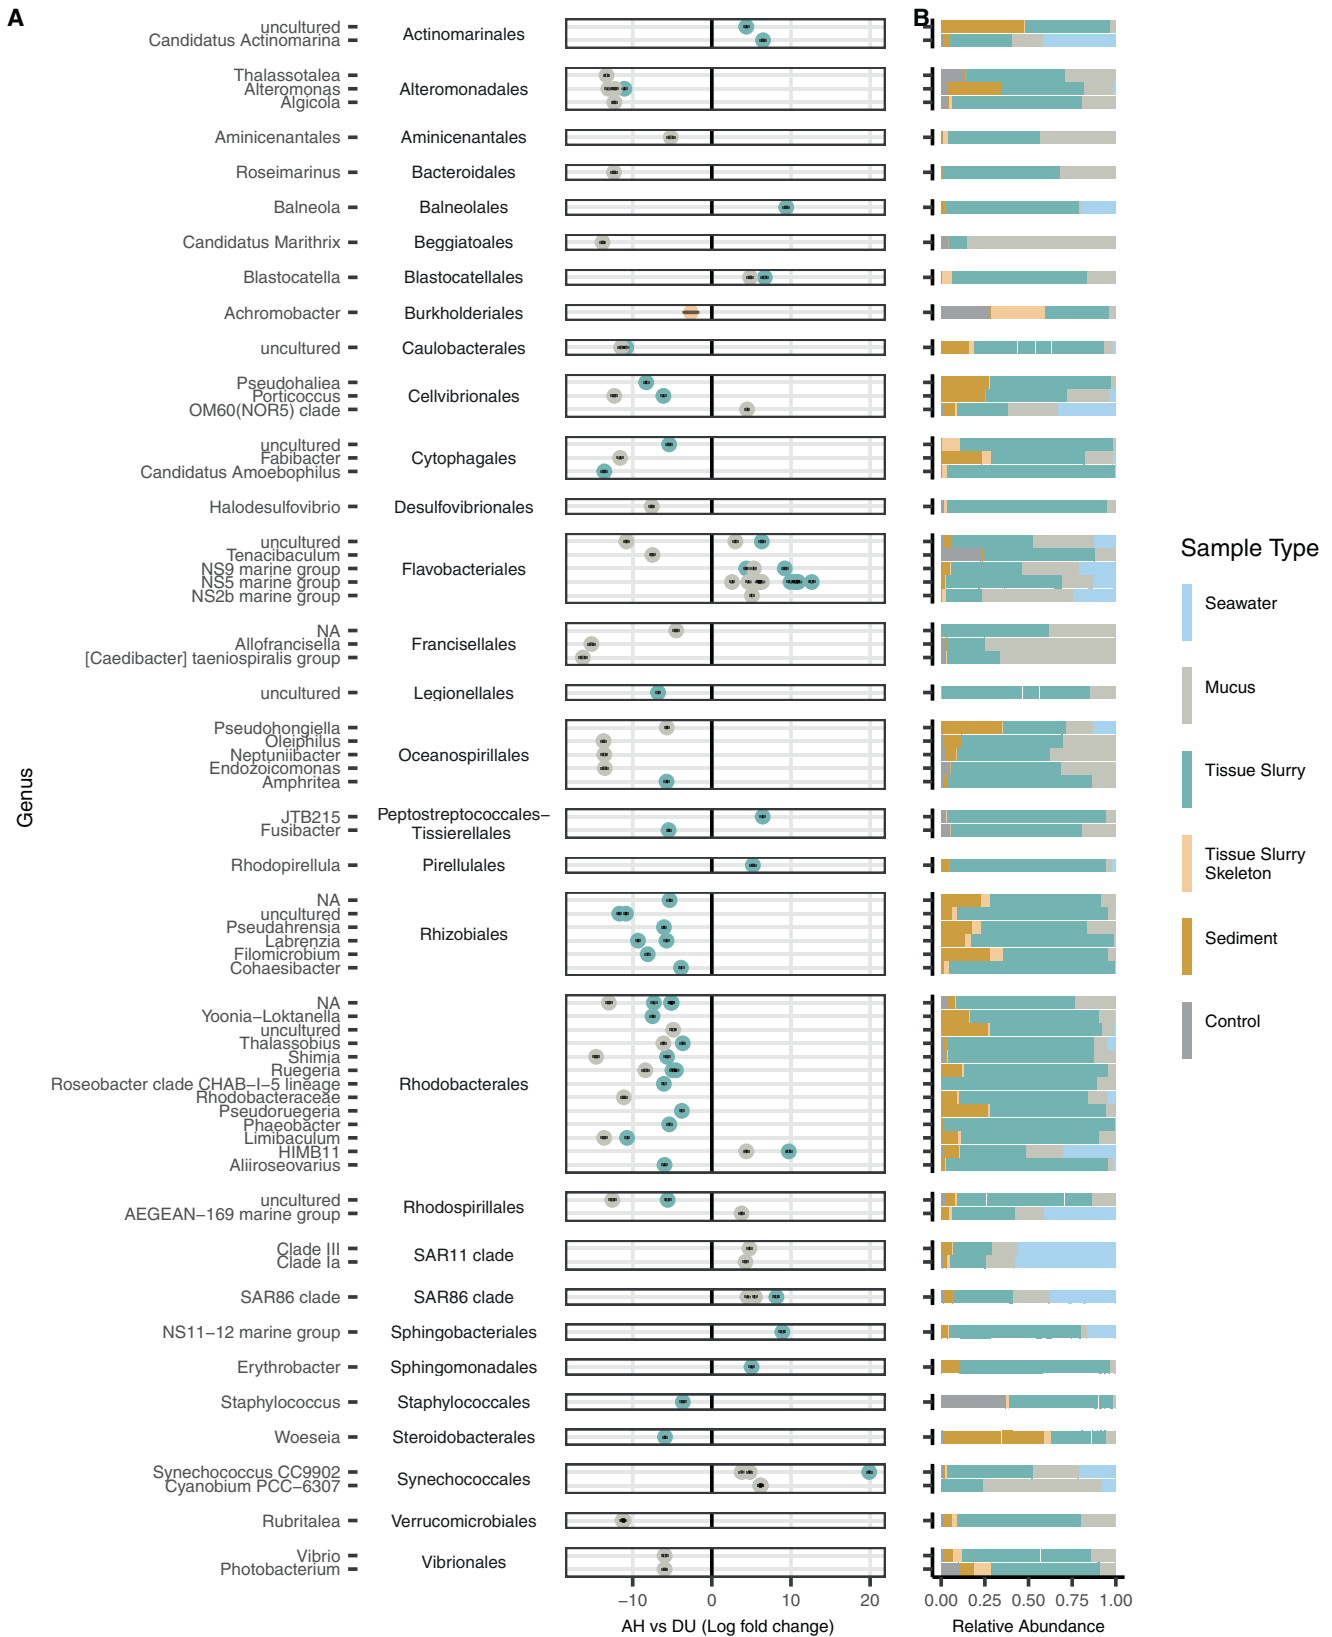 A
B
uncultured
Candidatus Actinomarina
Actinomarinales
Thalassotalea
Alteromonas
Algicola
Alteromonadales
Aminicenantales
Aminicenantales
Roseimarinus
Bacteroidales
Balneola
Balneolales
Candidatus Marithrix
Beggiatoales
Blastocatella
Blastocatellales
Achromobacter
Burkholderiales
uncultured
Caulobacterales
Pseudohaliea
Porticoccus
OM60(NOR5) clade
Cellvibrionales
uncultured
Fabibacter
Candidatus Amoebophilus
Cytophagales
Halodesulfovibrio
Desulfovibrionales
uncultured
Tenacibaculum
NS9 marine group
NS5 marine group
NS2b marine group
Flavobacteriales
NA
Allofrancisella
[Caedibacter] taeniospiralis group
Francisellales
uncultured
Legionellales
Pseudohongiella
Oleiphilus
Neptuniibacter
Endozoicomonas
Amphritea
Oceanospirillales
JTB215
Fusibacter
Peptostreptococcales−
Tissierellales
Rhodopirellula
Pirellulales
NA
uncultured
Pseudahrensia
Labrenzia
Filomicrobium
Cohaesibacter
Rhizobiales
NA
Yoonia−Loktanella
uncultured
Thalassobius
Shimia
Ruegeria
Roseobacter clade CHAB−I−5 lineage
Rhodobacteraceae
Pseudoruegeria
Phaeobacter
Limibaculum
HIMB11
Aliiroseovarius
Rhodobacterales
uncultured
AEGEAN−169 marine group
Rhodospirillales
Clade III
Clade Ia
SAR11 clade
SAR86 clade
SAR86 clade
NS11−12 marine group
Sphingobacteriales
Erythrobacter
Sphingomonadales
Staphylococcus
Staphylococcales
Woeseia
Steroidobacterales
Synechococcus CC9902
Cyanobium PCC−6307
Synechococcales
Rubritalea
Verrucomicrobiales
Vibrio
Photobacterium
Vibrionales
Genus
−10 0 10 20
AH vs DU (Log fold change)
0.00 0.25 0.50 0.75 1.00
Relative Abundance
Sample Type
Seawater
Mucus
Tissue Slurry
Tissue Slurry
Skeleton
Sediment
Control